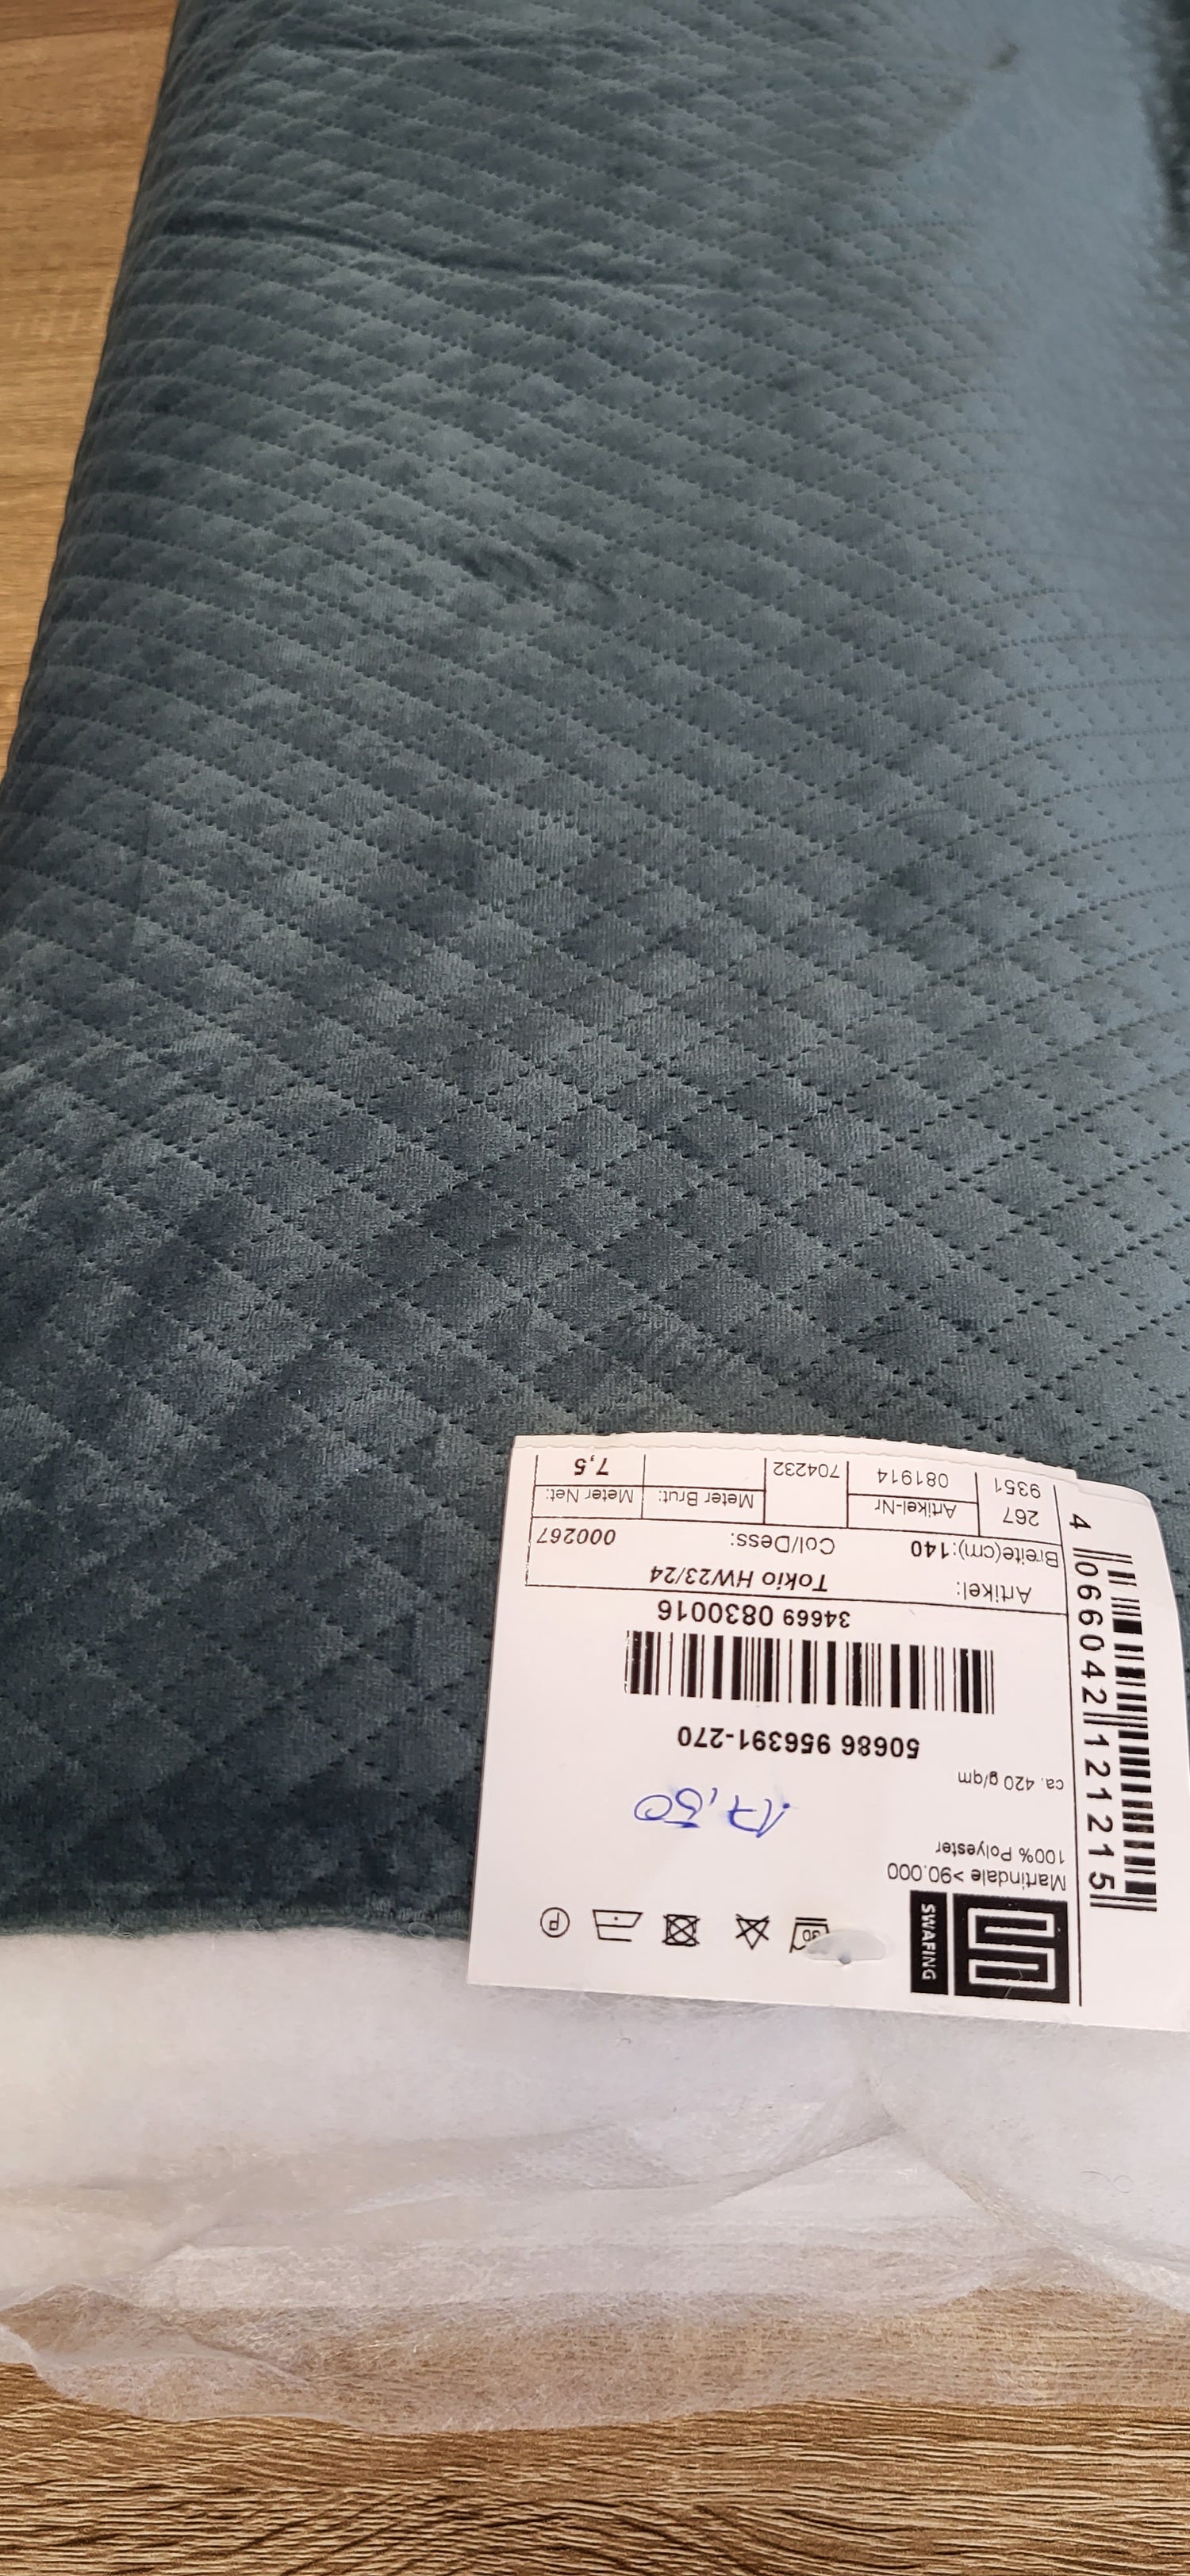 SWAFING
30
P
Martindale >90.000
100% Polyester
17,50
ca. 420 g/qm
50686 956391-270
34669 0830016
Artikel: Tokio HW23/24
Breite(cm):140 Col/Dess: 000267
267 Artikel-Nr Meter Brut: Meter Net:
9351 081914 704232 7,5
4 066042 121215